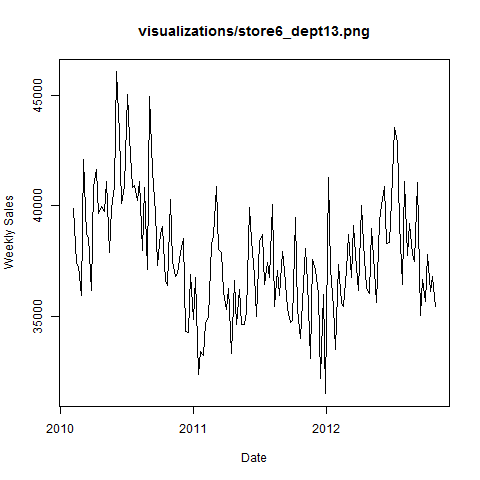 visualizations/store6_dept13.png
45000
40000
35000
Weekly Sales
2010 2011 2012
Date